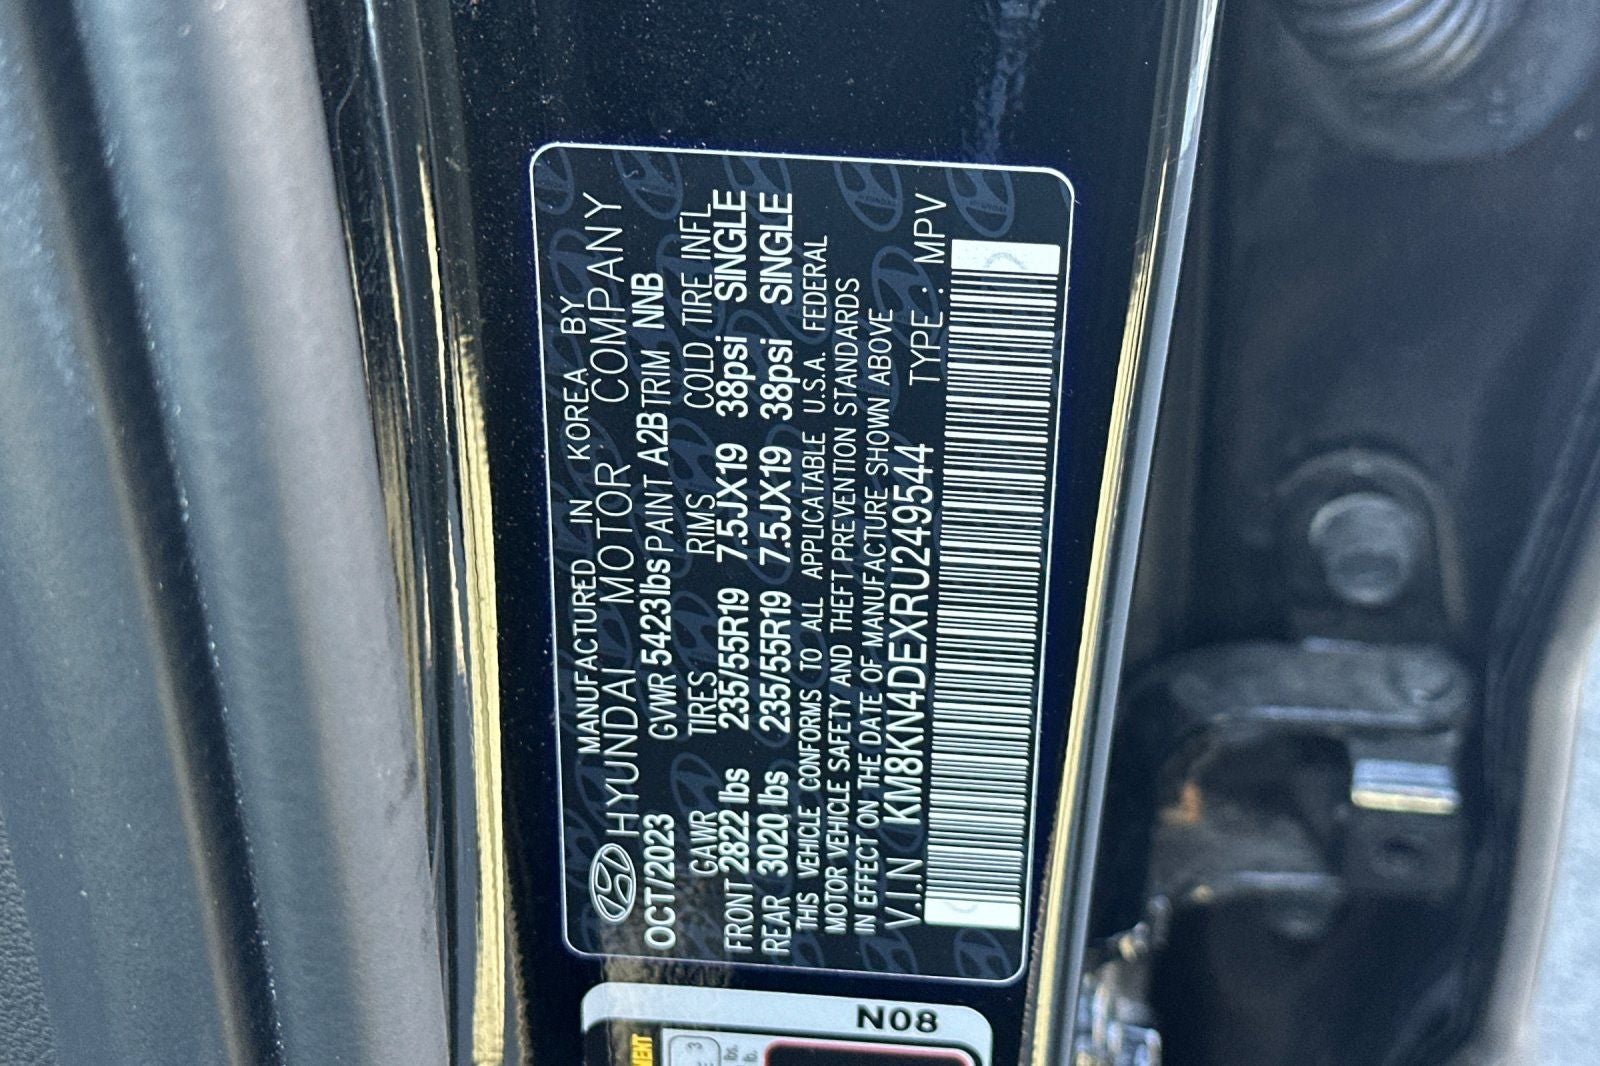 MANUFACTURED IN KOREA BY
HYUNDAI MOTOR COMPANY
OCT/2023 GVWR 5423lbs PAINT A2B TRIM NNB
GAWR TIRES RIMS COLD TIRE INFL
FRONT 2822 lbs 235/55R19 7.5JX19 38psi SINGLE
REAR 3020 lbs 235/55R19 7.5JX19 38psi SINGLE
THIS VEHICLE CONFORMS TO ALL APPLICATABLE U.S.A. FEDERAL
MOTOR VEHICLE SAFETY AND THEFT PREVENTION STANDARDS
IN EFFECT ON THE DATE OF MANUFACTURE SHOWN ABOVE
V.I.N KM8KN4DEXRU249544 TYPE . MPV
N08
3
lbs.